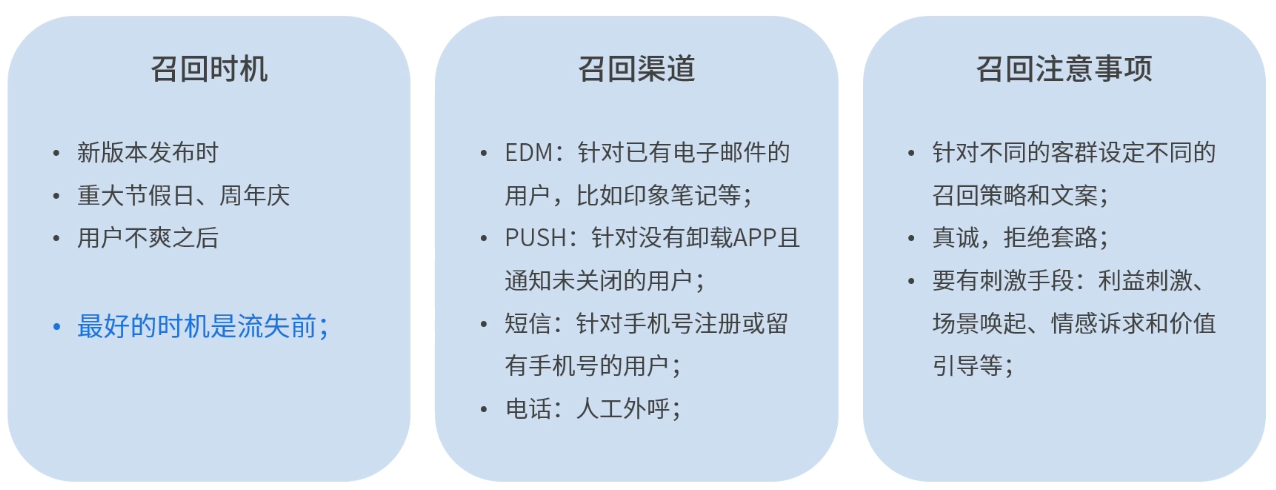 召回时机
• 新版本发布时
• 重大节假日、周年庆
• 用户不爽之后
• 最好的时机是流失前；
召回渠道
• EDM：针对已有电子邮件的
用户，比如印象笔记等；
• PUSH：针对没有卸载APP且
通知未关闭的用户；
• 短信：针对手机号注册或留
有手机号的用户；
• 电话：人工外呼；
召回注意事项
• 针对不同的客群设定不同的
召回策略和文案；
• 真诚，拒绝套路；
• 要有刺激手段：利益刺激、
场景唤起、情感诉求和价值
引导等；